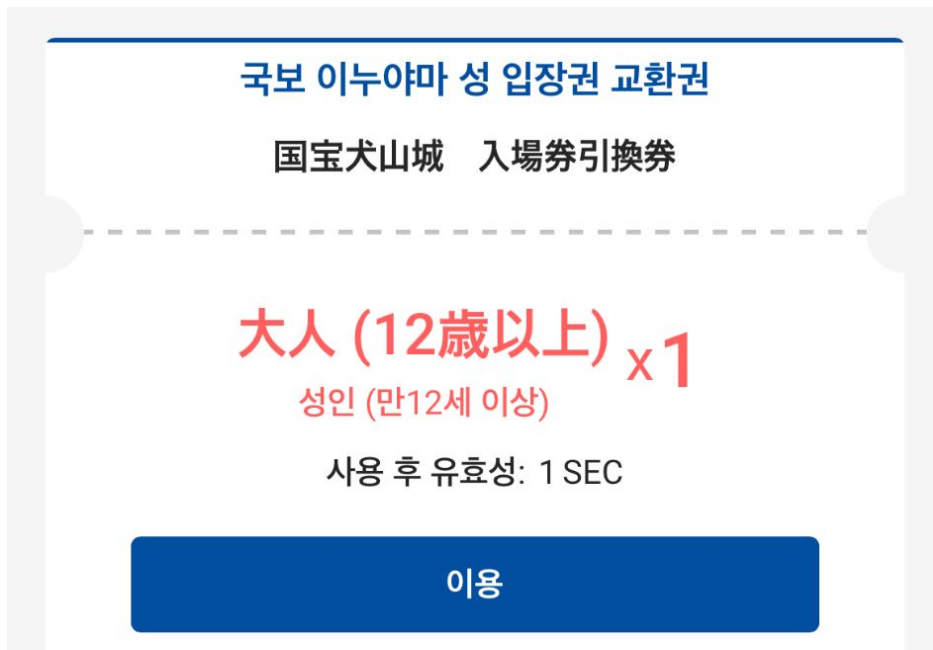 국보 이누야마 성 입장권 교환권
国宝犬山城　入場券引換券
大人 (12歳以上) x 1
성인 (만12세 이상)
사용 후 유효성: 1 SEC
이용